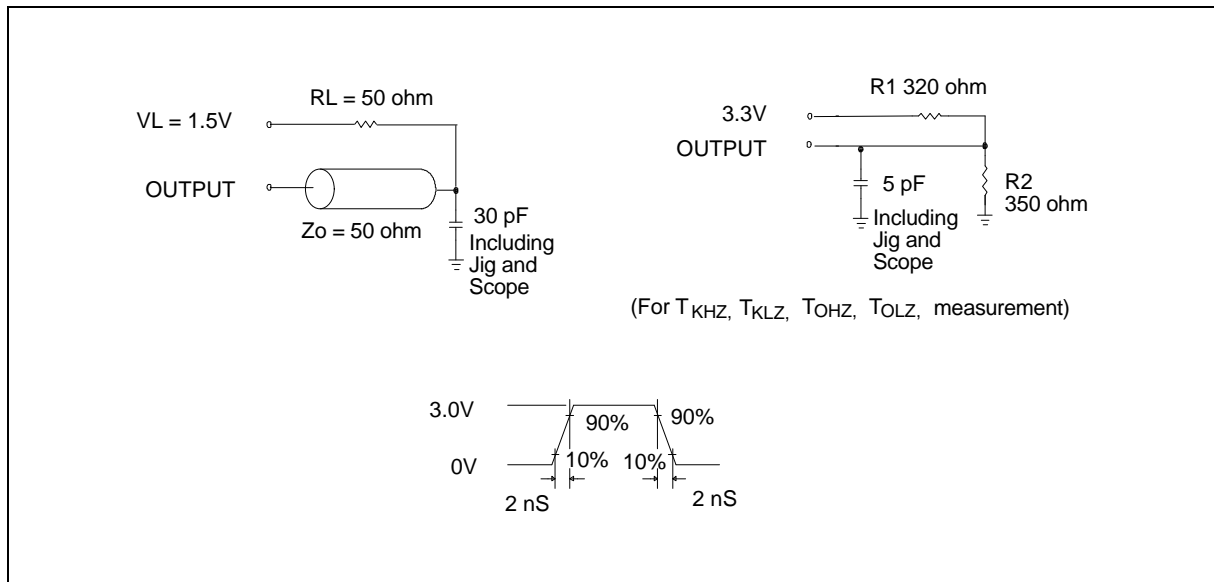 RL = 50 ohm
VL = 1.5V
OUTPUT
Zo = 50 ohm
30 pF
Including
Jig and
Scope
R1 320 ohm
3.3V
OUTPUT
5 pF
Including
Jig and
Scope
R2
350 ohm
(For TKHZ, TKLZ, TOHZ, TOLZ, measurement)
3.0V
90%
90%
0V
10%
10%
2 nS
2 nS